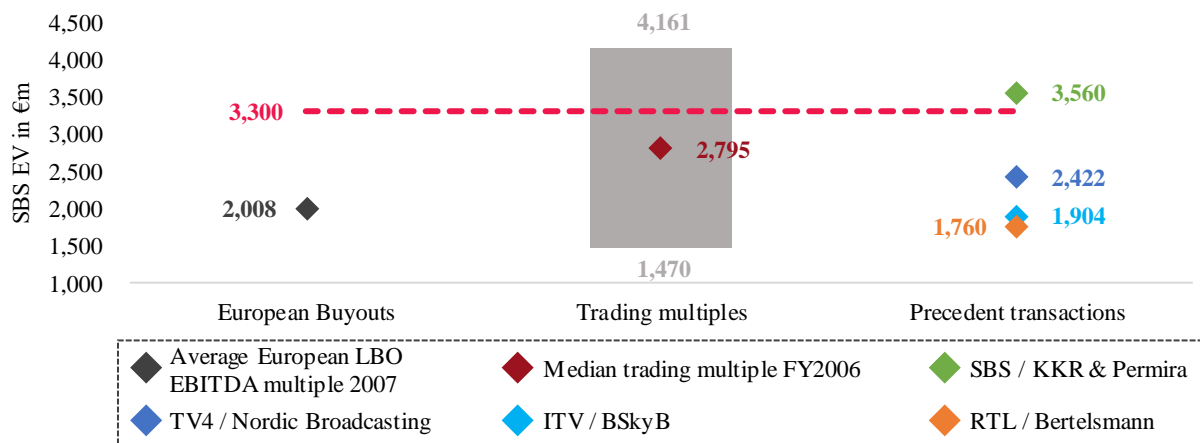 SBS EV in €m
4,500
4,000
3,500
3,000
2,500
2,000
1,500
1,000
4,161
3,300
3,560
2,795
2,422
2,008
1,904
1,760
1,470
European Buyouts
Trading multiples
Precedent transactions
Average European LBO
EBITDA multiple 2007
Median trading multiple FY2006
SBS / KKR & Permira
TV4 / Nordic Broadcasting
ITV / BSkyB
RTL / Bertelsmann